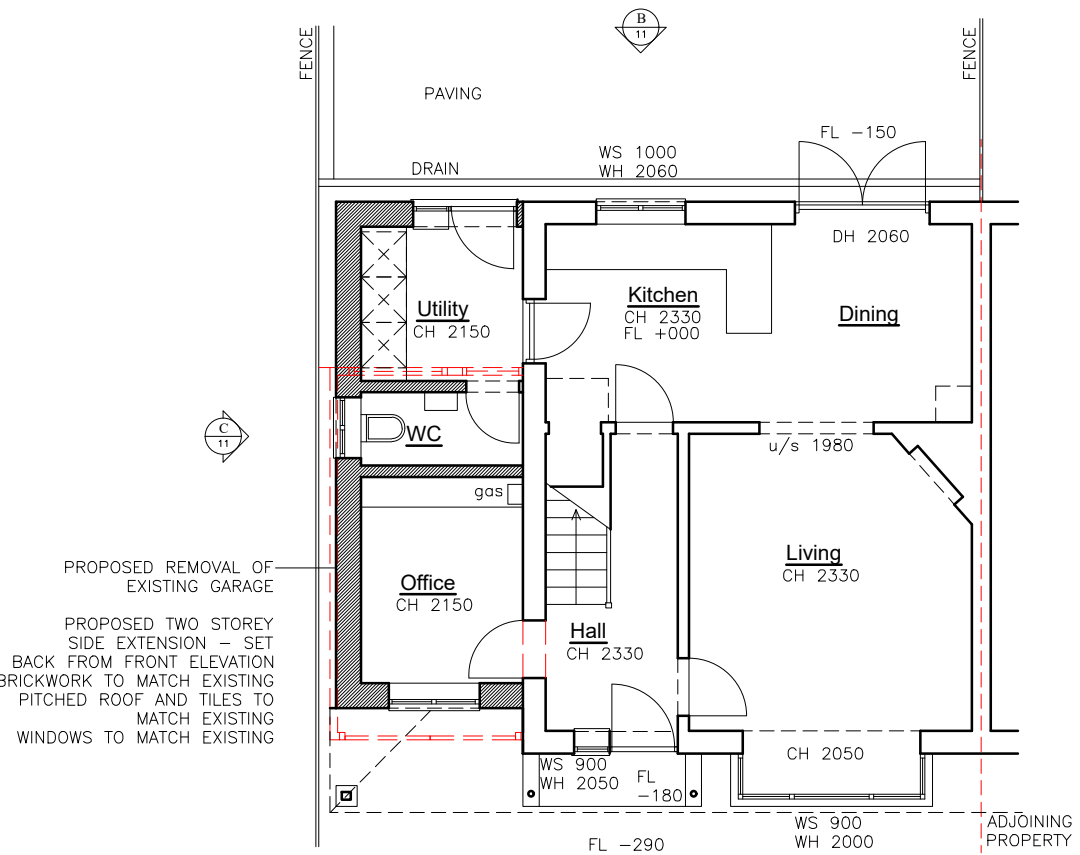 B
11
FENCE
FENCE
PAVING
FL −150
DRAIN
WS 1000
WH 2060
DH 2060
Utility
CH 2150
Kitchen
CH 2330
FL +000
Dining
C
11
WC
u/s 1980
gas
Living
CH 2330
Office
CH 2150
Hall
CH 2330
PROPOSED REMOVAL OF
EXISTING GARAGE
PROPOSED TWO STOREY
SIDE EXTENSION – SET
BACK FROM FRONT ELEVATION
BRICKWORK TO MATCH EXISTING
PITCHED ROOF AND TILES TO
MATCH EXISTING
WINDOWS TO MATCH EXISTING
CH 2050
WS 900
WH 2050
FL
−180
FL −290
WS 900
WH 2000
ADJOINING
PROPERTY